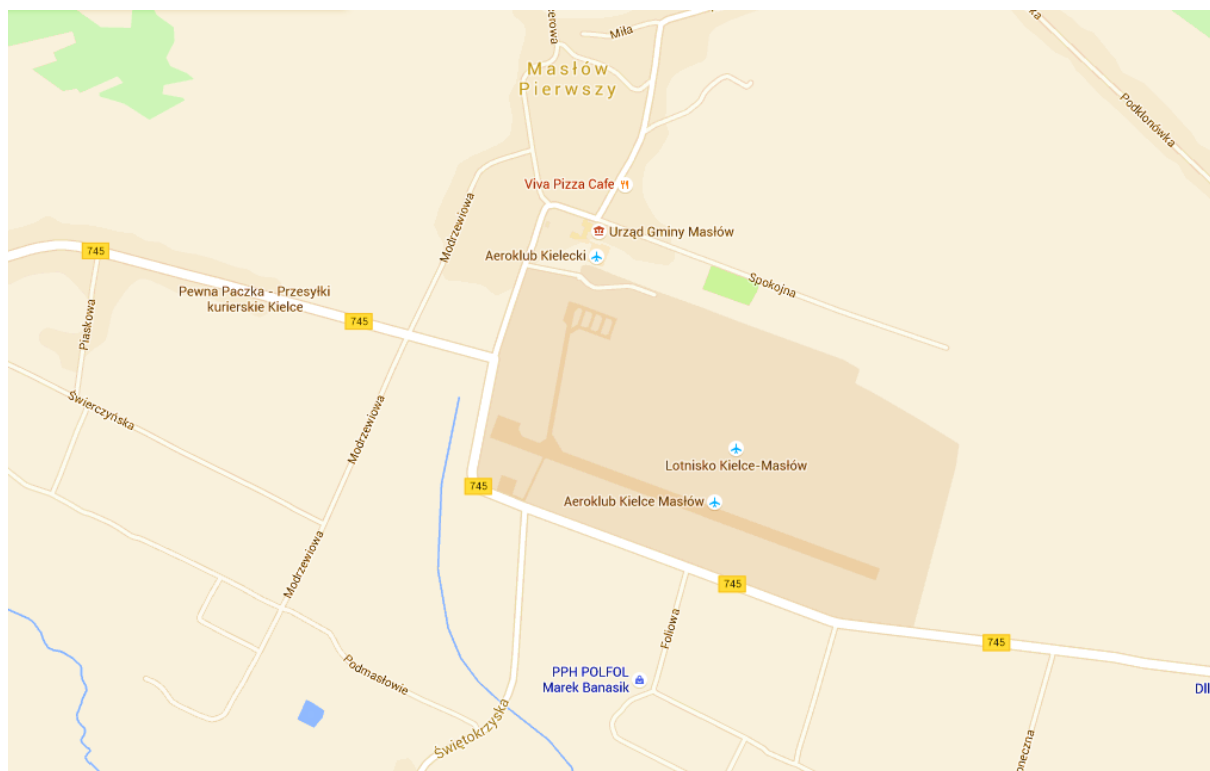 Miła
Masłów
Pierwszy
Podklonówka
Viva Pizza Cafe
Modrzewiowa
Urząd Gminy Masłów
745
Aeroklub Kielecki
Spokojna
Pewna Paczka - Przesyłki
kurierskie Kielce
Piaskowa
745
Świerczyńska
Modrzewiowa
Lotnisko Kielce-Masłów
745
Aeroklub Kielce Masłów
Modrzewiowa
745
Foliowa
745
Podmasłowie
PPH POLFOL
Marek Banasik
Świętokrzyska